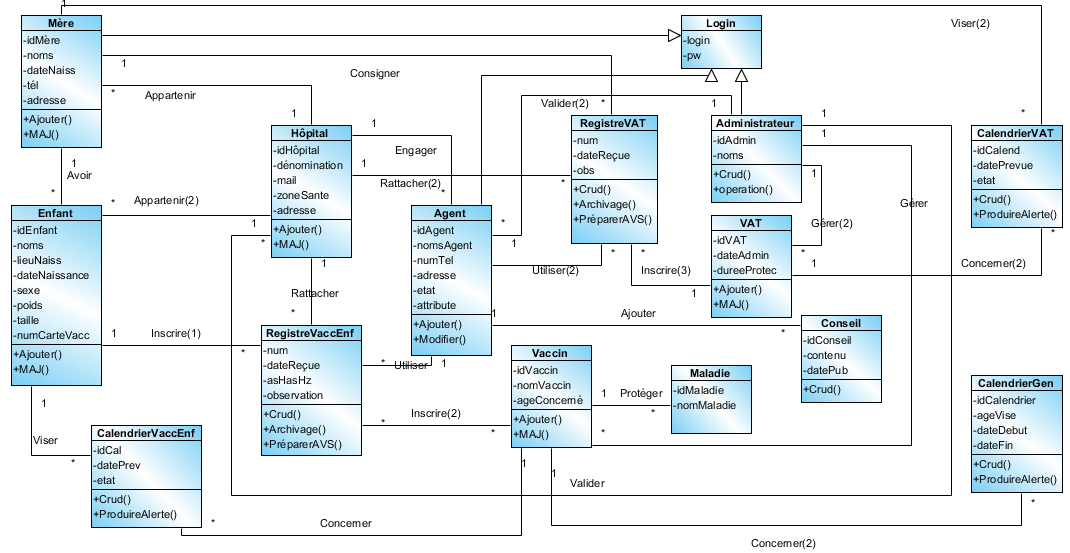 1
Mère
-idMère
-noms
-dateNaiss
-tél
-adresse
+Ajouter()
+MAJ()
Login
-login
-pw
Viser(2)
*
1
Consigner
*
Appartenir
*
1
Hôpital
-idHôpital
-dénomination
-mail
-zoneSante
-adresse
+Ajouter()
+MAJ()
1
Engager
*
1
Rattacher(2)
*
Valider(2)
1
*
1
RegistreVAT
-num
-dateReçue
-obs
+Crud()
+Archivage()
+PréparerAVS()
Administrateur
-idAdmin
-noms
+Crud()
+operation()
1
1
1
Gérer
Gérer(2)
*
CalendrierVAT
-idCalend
-datePrevue
-etat
+Crud()
+ProduireAlerte()
*
1
Avoir
*
Appartenir(2)
*
1
*
Enfant
-idEnfant
-noms
-lieuNaiss
-dateNaissance
-sexe
-poids
-taille
-numCarteVacc
+Ajouter()
+MAJ()
Agent
-idAgent
-nomsAgent
-numTel
-adresse
-etat
-attribute
+Ajouter()
+Modifier()
*
Utiliser(2)
*
Inscrire(3)
1
VAT
-idVAT
-dateAdmin
-dureeProtec
+Ajouter()
+MAJ()
1
Concerner(2)
1
Rattacher
*
1
Ajouter
*
Conseil
-idConseil
-contenu
-datePub
+Crud()
1
Inscrire(1)
*
RegistreVaccEnf
-num
-dateReçue
-asHasHz
-observation
+Crud()
+Archivage()
+PréparerAVS()
*
Utiliser
1
*
Inscrire(2)
*
Vaccin
-idVaccin
-nomVaccin
-ageConcerné
+Ajouter()
+MAJ()
1
Protéger
*
*
Maladie
-idMaladie
-nomMaladie
CalendrierGen
-idCalendrier
-ageVise
-dateDebut
-dateFin
+Crud()
+ProduireAlerte()
*
1
Viser
*
CalendrierVaccEnf
-idCal
-datePrev
-etat
+Crud()
+ProduireAlerte()
*
Concerner
1
1
Valider
Concerner(2)